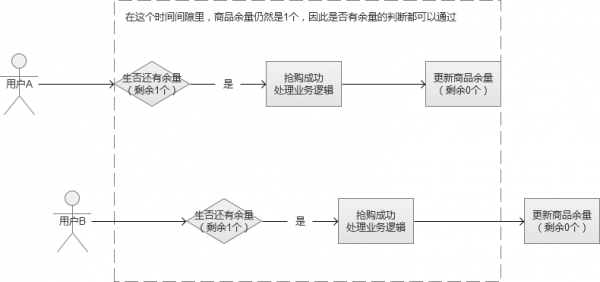 在这个时间间隙里，商品余量仍然是1个，因此是否有余量的判断都可以通过
用户A
生否还有余量
（剩余1个）
是
抢购成功
处理业务逻辑
更新商品余量
（剩余0个）
用户B
生否还有余量
（剩余1个）
是
抢购成功
处理业务逻辑
更新商品余量
（剩余0个）